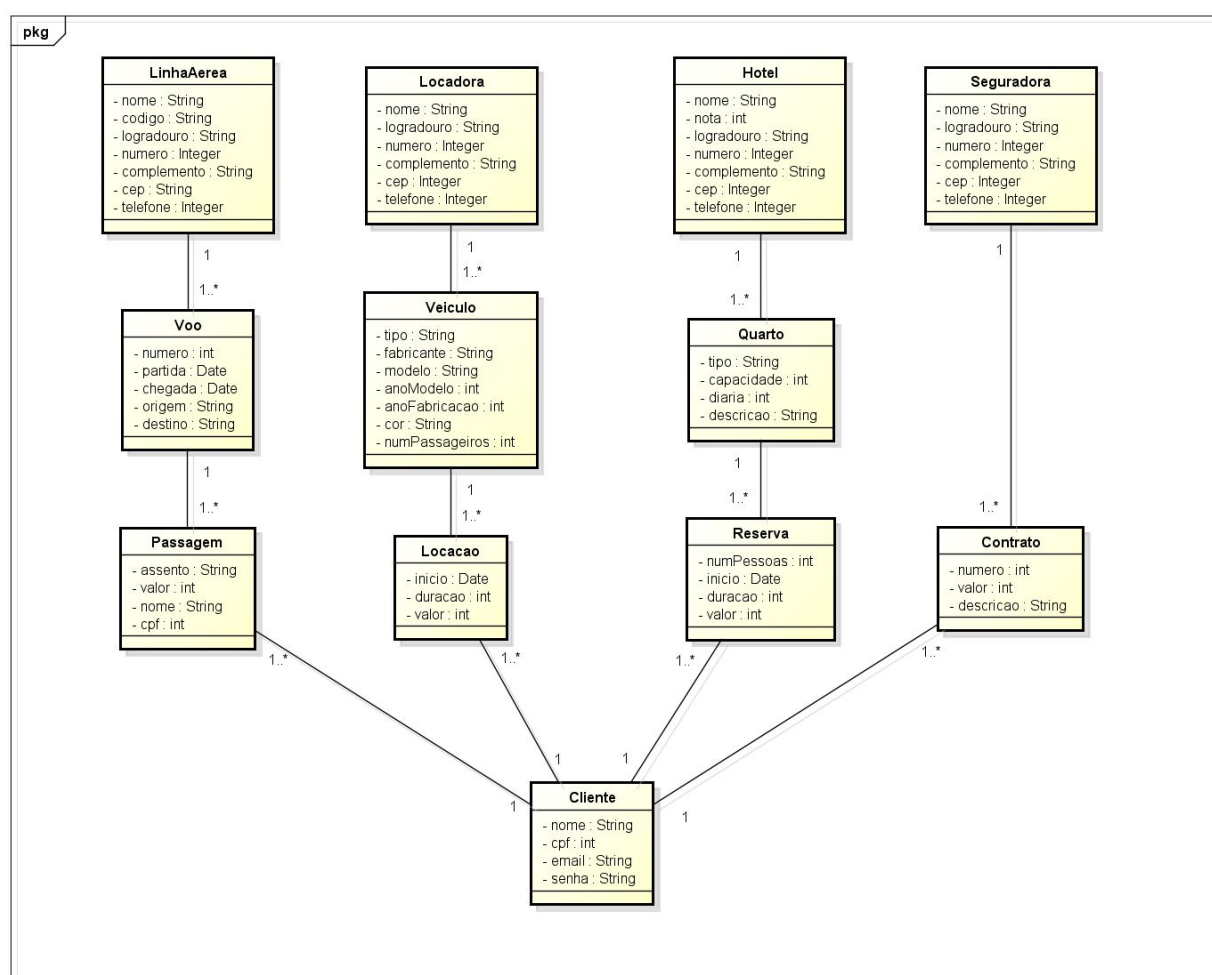 pkg
LinhaAerea
- nome : String
- codigo : String
- logradouro : String
- numero : Integer
- complemento : String
- cep : String
- telefone : Integer
Locadora
- nome : String
- logradouro : String
- numero : Integer
- complemento : String
- cep : Integer
- telefone : Integer
Hotel
- nome : String
- nota : int
- logradouro : String
- numero : Integer
- complemento : String
- cep : Integer
- telefone : Integer
Seguradora
- nome : String
- logradouro : String
- numero : Integer
- complemento : String
- cep : Integer
- telefone : Integer
1
1..*
1
1..*
1
1..*
1
1..*
Voo
- numero : int
- partida : Date
- chegada : Date
- origem : String
- destino : String
Veiculo
- tipo : String
- fabricante : String
- modelo : String
- anoModelo : int
- anoFabricacao : int
- cor : String
- numPassageiros : int
Quarto
- tipo : String
- capacidade : int
- diaria : int
- descricao : String
1
1..*
1
1..*
1
1..*
Passagem
- assento : String
- valor : int
- nome : String
- cpf : int
Locacao
- inicio : Date
- duracao : int
- valor : int
Reserva
- numPessoas : int
- inicio : Date
- duracao : int
- valor : int
Contrato
- numero : int
- valor : int
- descricao : String
1..*
1..*
1..*
1..*
1
1
1
1
Cliente
- nome : String
- cpf : int
- email : String
- senha : String